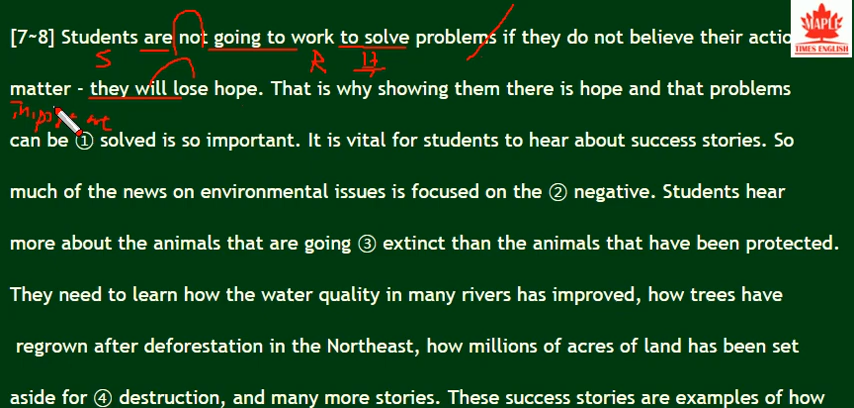 [7~8] Students are not going to work to solve problems if they do not believe their actio
MAPLE
TIMES ENGLISH
S
R
matter - they will lose hope. That is why showing them there is hope and that problems
can be ① solved is so important. It is vital for students to hear about success stories. So
much of the news on environmental issues is focused on the ② negative. Students hear
more about the animals that are going ③ extinct than the animals that have been protected.
They need to learn how the water quality in many rivers has improved, how trees have
regrown after deforestation in the Northeast, how millions of acres of land has been set
aside for ④ destruction, and many more stories. These success stories are examples of how